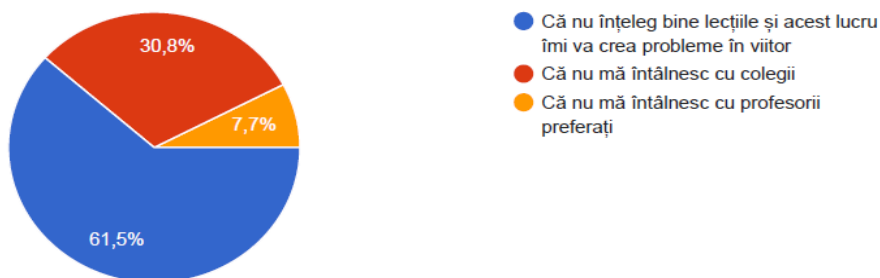 30,8%
7,7%
61,5%
Că nu înțeleg bine lecțiile și acest lucru
îmi va crea probleme în viitor
Că nu mă întâlnesc cu colegii
Că nu mă întâlnesc cu profesorii
preferați